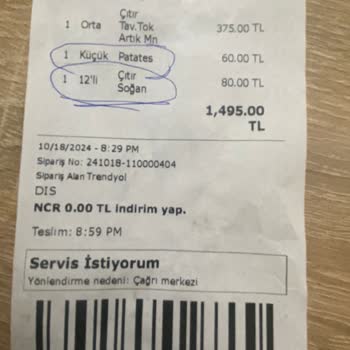 Çıtır
1 Orta Tav.Tok 375.00 TL
Artık Mn
1 Küçük Patates 60.00 TL
1 12'li Çıtır 80.00 TL
Soğan
1,495.00
TL
10/18/2024 - 8:29 PM
Sipariş No: 241018-110000404
Sipariş Alan Trendyol
DIS
NCR 0.00 TL indirim yap.
Teslim: 8:59 PM
Servis İstiyorum
Yönlendirme nedeni: Çağrı merkezi